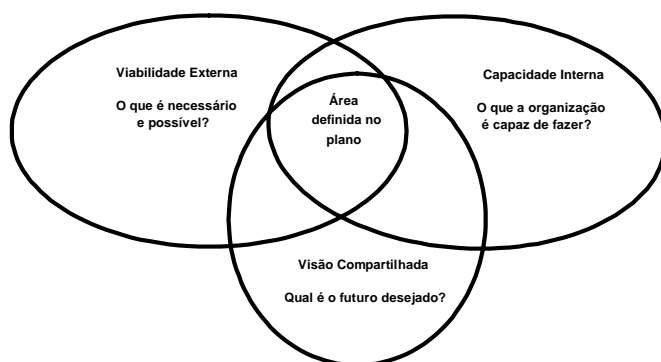 Viabilidade Externa
O que é necessário
e possível?
Capacidade Interna
O que a organização
é capaz de fazer?
Área
definida no
plano
Visão Compartilhada
Qual é o futuro desejado?